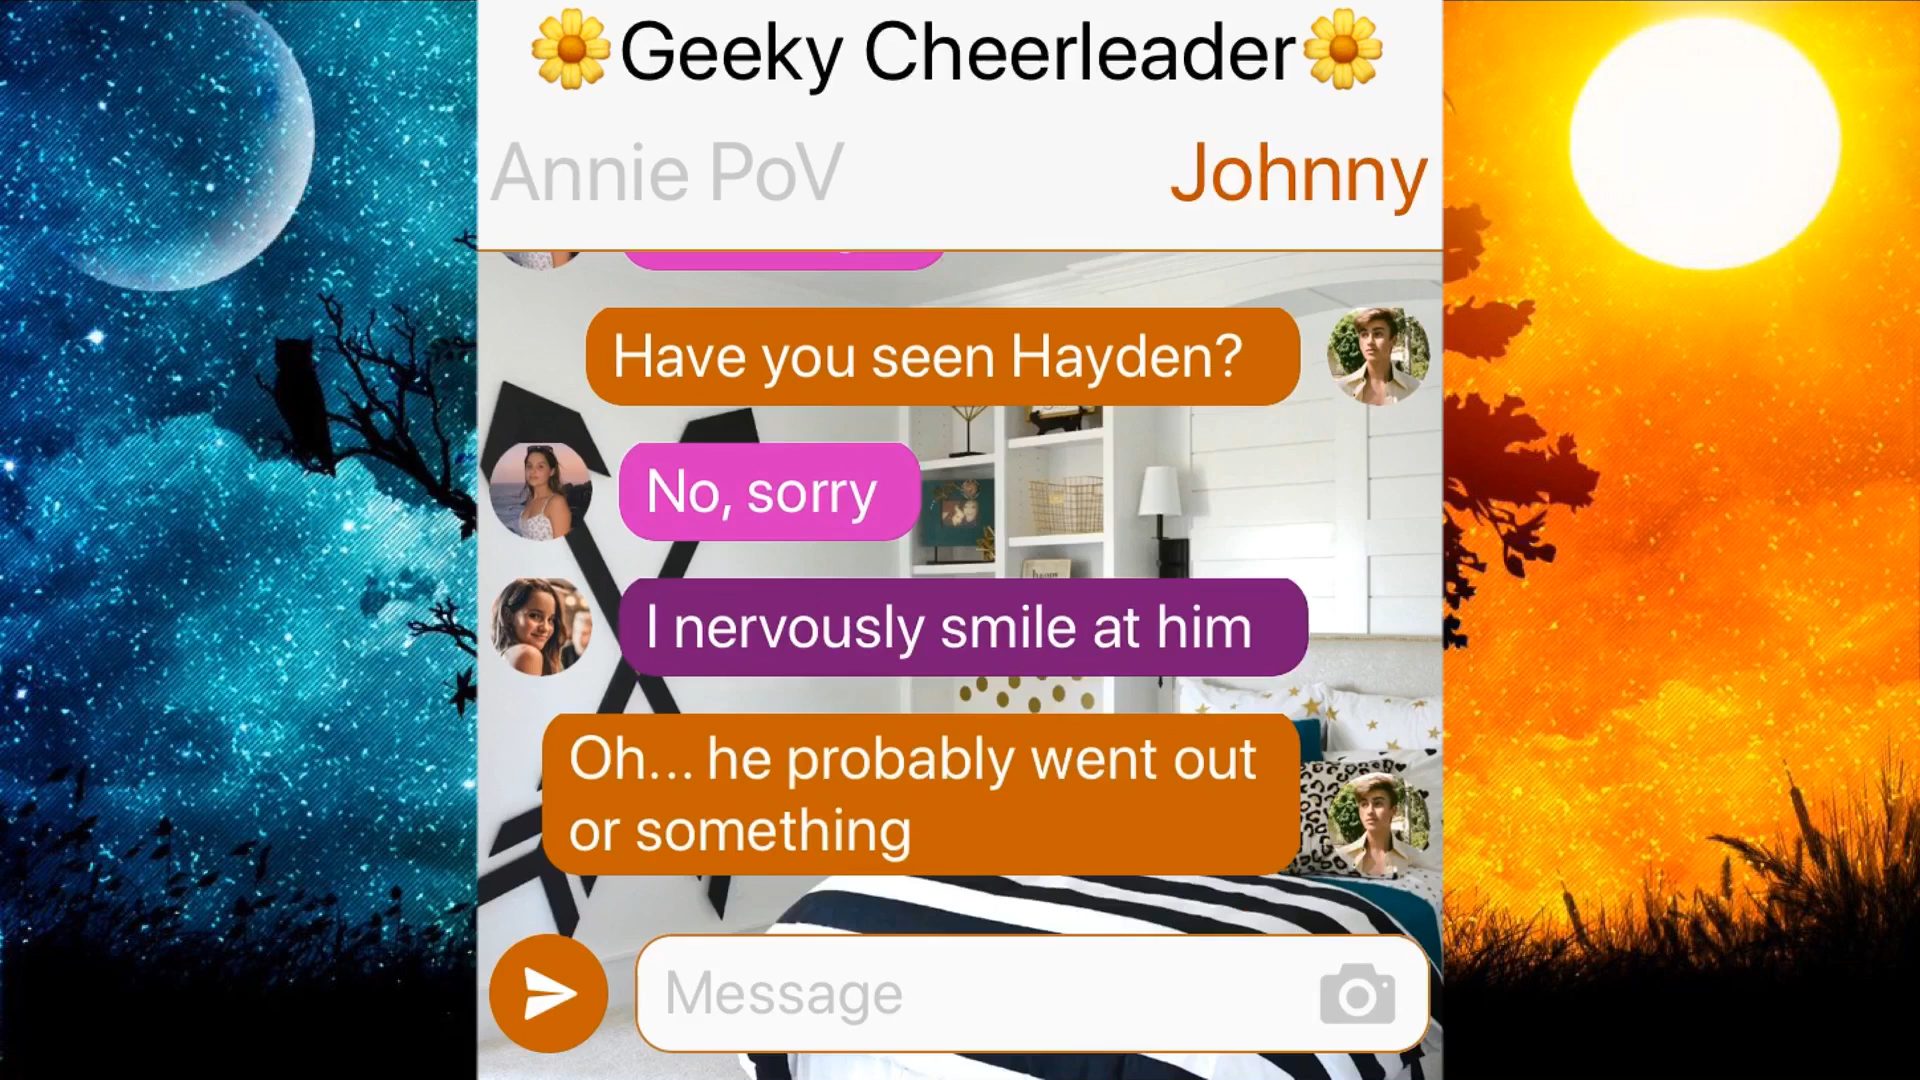 🌼Geeky Cheerleader🌼
Annie PoV
Johnny
Have you seen Hayden?
No, sorry
I nervously smile at him
Oh... he probably went out
or something
Message